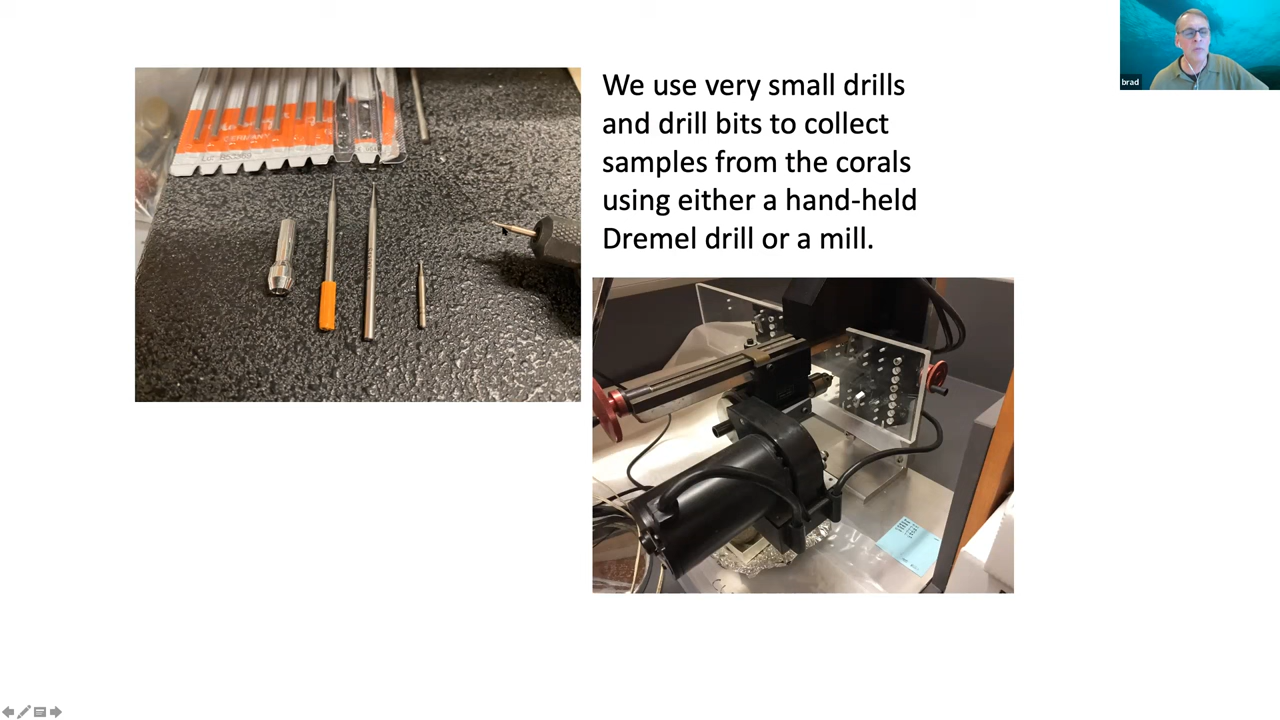 We use very small drills
and drill bits to collect
samples from the corals
using either a hand-held
Dremel drill or a mill.
brad
GERMANY